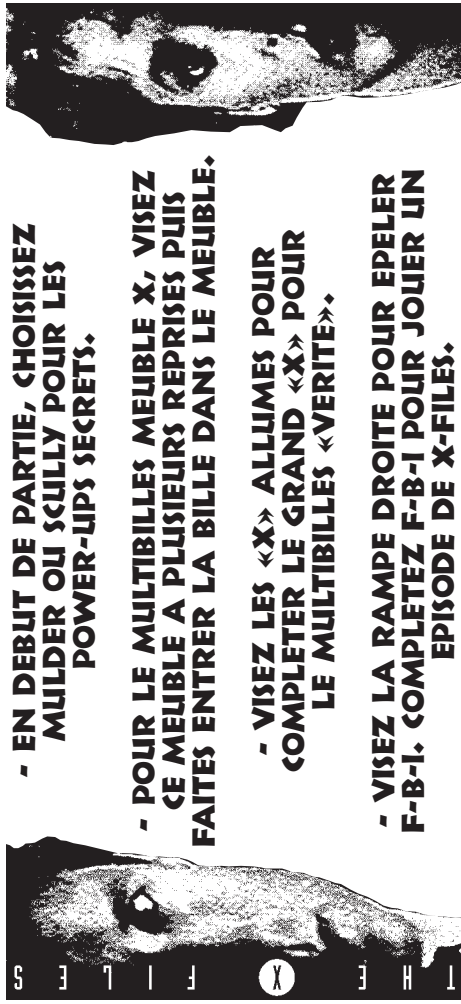 - EN DEBUT DE PARTIE, CHOISISSEZ
MULDER OU SCULLY POUR LES
POWER-UPS SECRETS.
- POUR LE MULTIBILLES MEUBLE X, VISEZ
CE MEUBLE A PLUSIEURS REPRISES PUIS
FAITES ENTRER LA BILLE DANS LE MEUBLE.
- VISEZ LES «X» ALLUMES POUR
COMPLETER LE GRAND «X» POUR
LE MULTIBILLES «VERITE».
- VISEZ LA RAMPE DROITE POUR EPELER
F-B-I. COMPLETEZ F-B-I POUR JOUER UN
EPISODE DE X-FILES.
THE X FILES